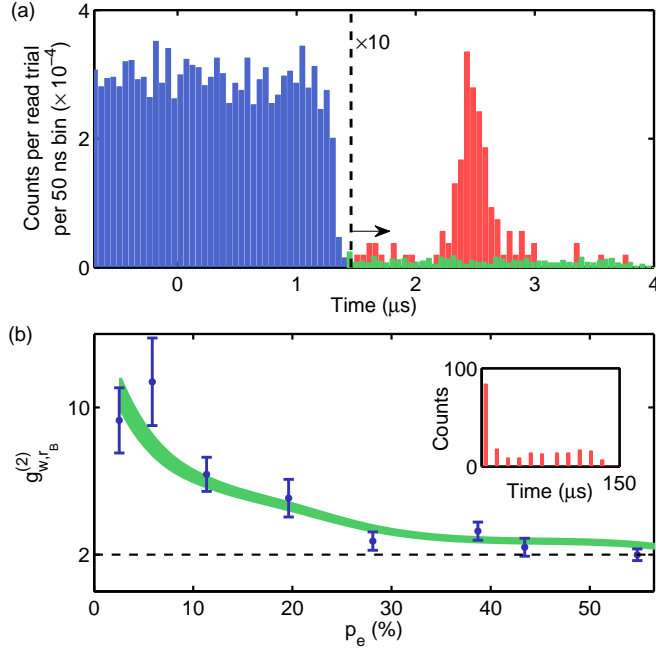 (a)
4
2
0
Counts per read trial
per 50 ns bin (× 10⁻⁴)
×10
0 1 2 3 4
Time (μs)
(b)
10
2
g⁽²⁾w,rB
100
0
Counts
Time (μs) 150
0 10 20 30 40 50
pe (%)